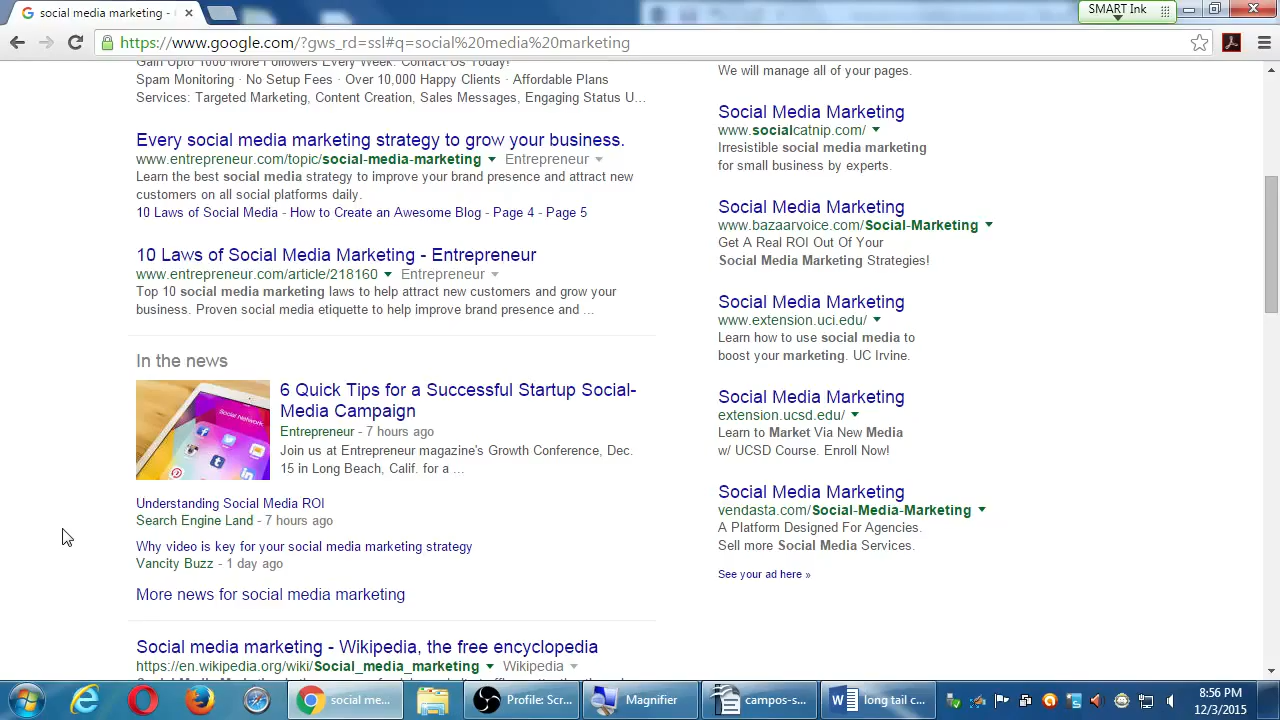 social media marketing -
SMART Ink
https://www.google.com/?gws_rd=ssl#q=social%20media%20marketing
Gain Upto 1000 More Followers Every Week. Contact Us Today!
Spam Monitoring · No Setup Fees · Over 10,000 Happy Clients · Affordable Plans
Services: Targeted Marketing, Content Creation, Sales Messages, Engaging Status U...
Every social media marketing strategy to grow your business.
www.entrepreneur.com/topic/social-media-marketing Entrepreneur
Learn the best social media strategy to improve your brand presence and attract new
customers on all social platforms daily.
10 Laws of Social Media - How to Create an Awesome Blog - Page 4 - Page 5
10 Laws of Social Media Marketing - Entrepreneur
www.entrepreneur.com/article/218160 Entrepreneur
Top 10 social media marketing laws to help attract new customers and grow your
business. Proven social media etiquette to help improve brand presence and ...
In the news
Social Network
6 Quick Tips for a Successful Startup Social-
Media Campaign
Entrepreneur - 7 hours ago
Join us at Entrepreneur magazine's Growth Conference, Dec.
15 in Long Beach, Calif. for a ...
Understanding Social Media ROI
Search Engine Land - 7 hours ago
Why video is key for your social media marketing strategy
Vancity Buzz - 1 day ago
More news for social media marketing
Social media marketing - Wikipedia, the free encyclopedia
https://en.wikipedia.org/wiki/Social_media_marketing Wikipedia
We will manage all of your pages.
Social Media Marketing
www.socialcatnip.com/
Irresistible social media marketing
for small business by experts.
Social Media Marketing
www.bazaarvoice.com/Social-Marketing
Get A Real ROI Out Of Your
Social Media Marketing Strategies!
Social Media Marketing
www.extension.uci.edu/
Learn how to use social media to
boost your marketing. UC Irvine.
Social Media Marketing
extension.ucsd.edu/
Learn to Market Via New Media
w/ UCSD Course. Enroll Now!
Social Media Marketing
vendasta.com/Social-Media-Marketing
A Platform Designed For Agencies.
Sell more Social Media Services.
See your ad here »
social me...
Profile: Scr...
Magnifier
campos-s...
long tail c...
8:56 PM
12/3/2015